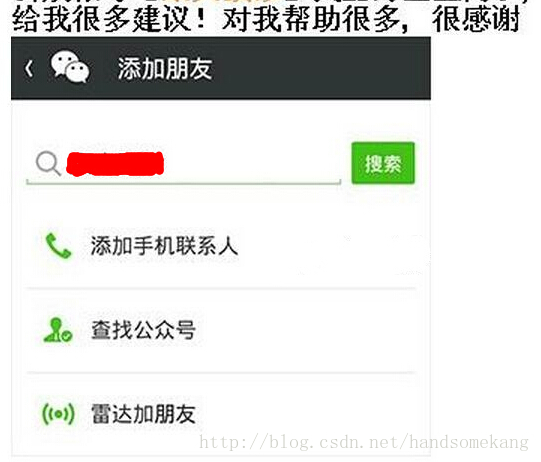 给我很多建议！对我帮助很多，很感谢
添加朋友
搜索
添加手机联系人
查找公众号
雷达加朋友
http://blog.csdn.net/handsomekang